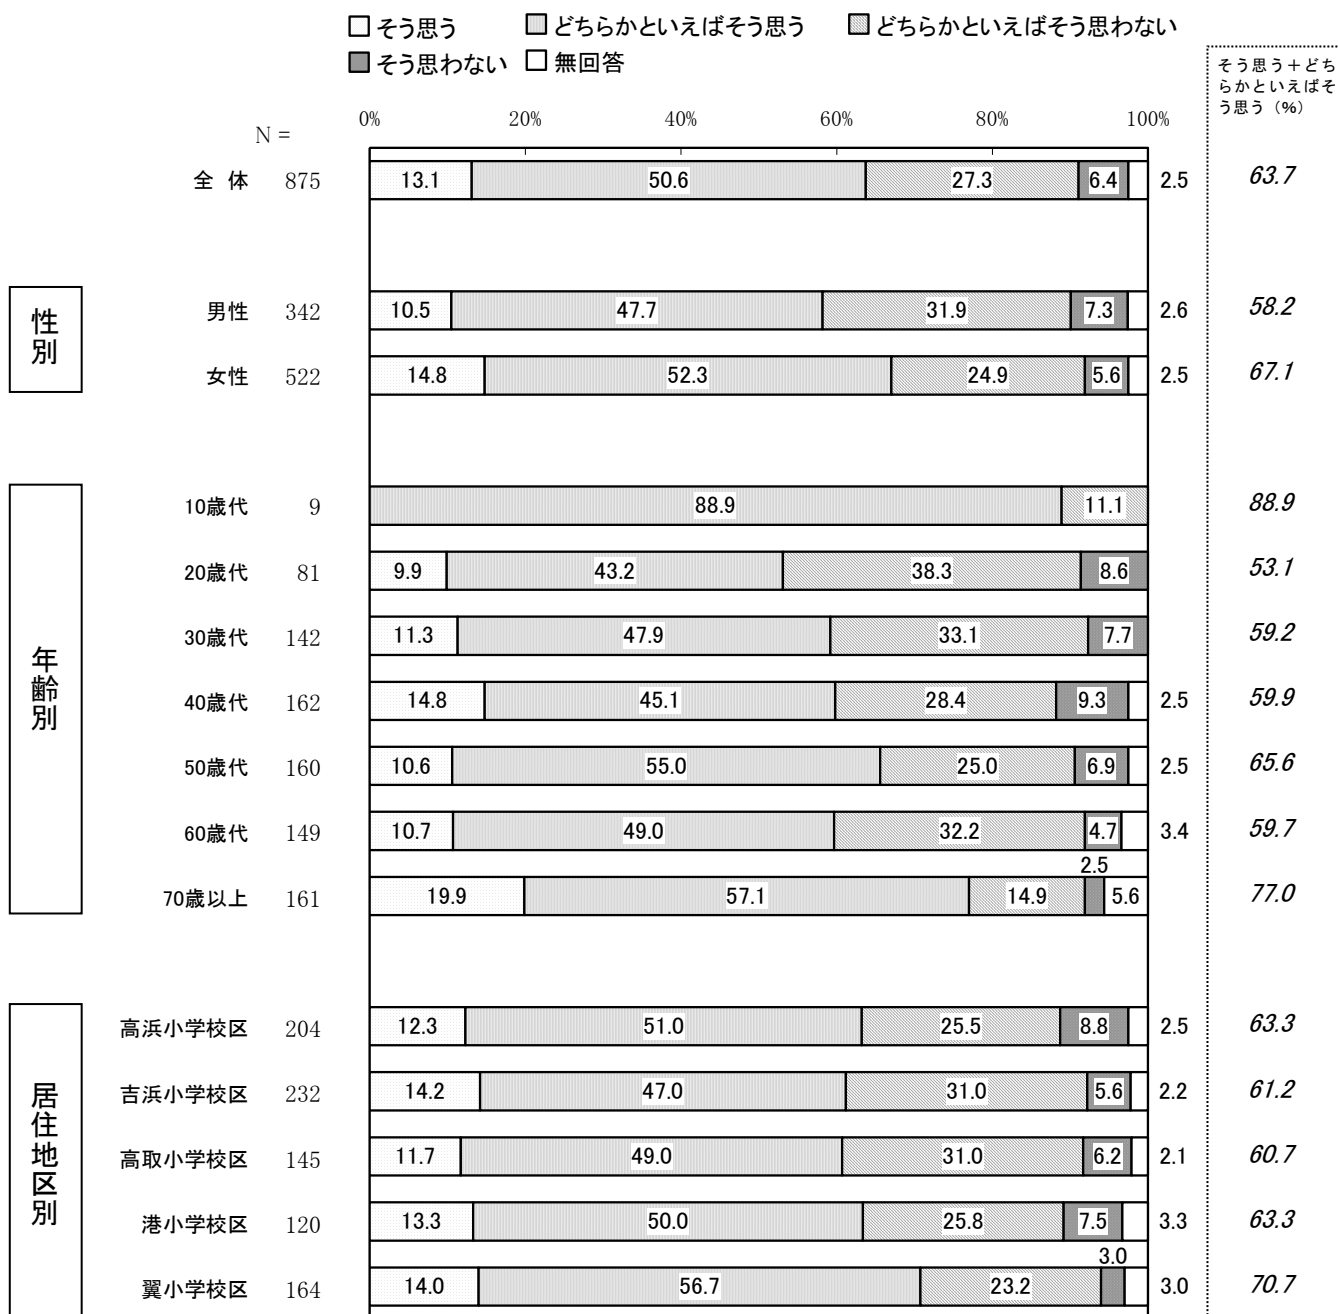 そう思う どちらかといえばそう思う どちらかといえばそう思わない
そう思わない 無回答
そう思う＋どち
らかといえばそ
う思う（%）
N = 0% 20% 40% 60% 80% 100%
全 体 875 13.1 50.6 27.3 6.4 2.5 63.7
性別
男性 342 10.5 47.7 31.9 7.3 2.6 58.2
女性 522 14.8 52.3 24.9 5.6 2.5 67.1
年齢別
10歳代 9 88.9 11.1 88.9
20歳代 81 9.9 43.2 38.3 8.6 53.1
30歳代 142 11.3 47.9 33.1 7.7 59.2
40歳代 162 14.8 45.1 28.4 9.3 2.5 59.9
50歳代 160 10.6 55.0 25.0 6.9 2.5 65.6
60歳代 149 10.7 49.0 32.2 4.7 3.4 59.7
2.5
70歳以上 161 19.9 57.1 14.9 5.6 77.0
居住地区別
高浜小学校区 204 12.3 51.0 25.5 8.8 2.5 63.3
吉浜小学校区 232 14.2 47.0 31.0 5.6 2.2 61.2
高取小学校区 145 11.7 49.0 31.0 6.2 2.1 60.7
港小学校区 120 13.3 50.0 25.8 7.5 3.3 63.3
3.0
翼小学校区 164 14.0 56.7 23.2 3.0 70.7